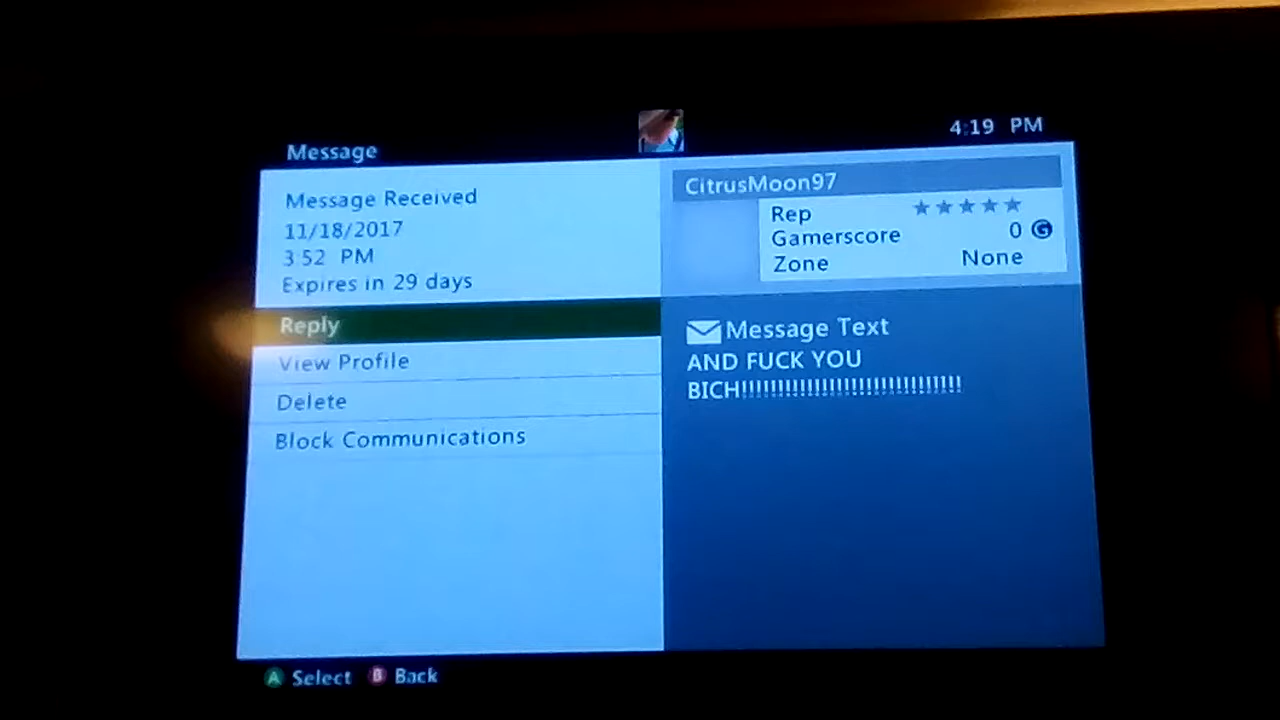 4:19 PM
Message
Message Received
11/18/2017
3 52 PM
Expires in 29 days
Reply
View Profile
Delete
Block Communications
CitrusMoon97
Rep ★★★★★
Gamerscore 0 G
Zone None
Message Text
AND FUCK YOU
BICH!!!!!!!!!!!!!!!!!!!!!!!!!!!!!!!
A Select B Back